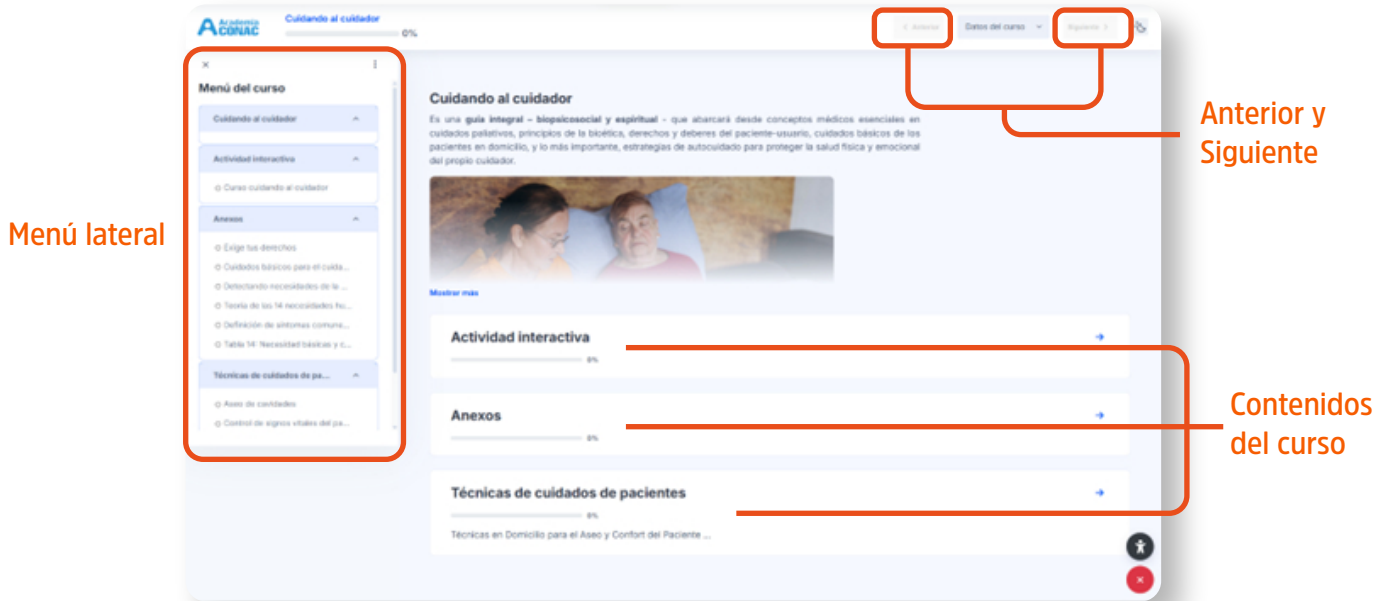 Academia
ACONAC
Cuidando al cuidador
0%
Anterior
Datos del curso
Siguiente
Menú del curso
Cuidando al cuidador
Actividad interactiva
Curso cuidando al cuidador
Anexos
Exige tus derechos
Cuidados básicos para el cuida...
Detectando necesidades de la ...
Teoría de las 14 necesidades hu...
Definición de síntomas comune...
Tabla 14: Necesidad básicas y c...
Técnicas de cuidados de pa...
Aseo de cavidades
Control de signos vitales del pa...
Menú lateral
Cuidando al cuidador
Es una guía integral – biopsicosocial y espiritual - que abarcará desde conceptos médicos esenciales en
cuidados paliativos, principios de la bioética, derechos y deberes del paciente-usuario, cuidados básicos de los
pacientes en domicilio, y lo más importante, estrategias de autocuidado para proteger la salud física y emocional
del propio cuidador.
Mostrar más
Actividad interactiva
0%
Anexos
0%
Técnicas de cuidados de pacientes
0%
Técnicas en Domicilio para el Aseo y Confort del Paciente ...
Anterior y
Siguiente
Contenidos
del curso